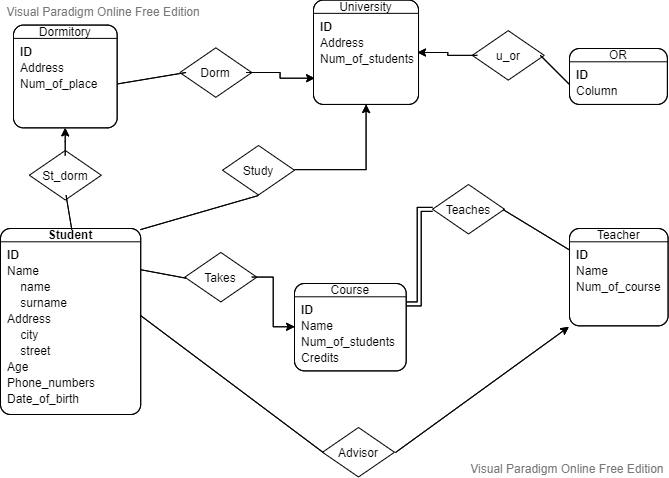 Visual Paradigm Online Free Edition
Dormitory
ID
Address
Num_of_place
Dorm
University
ID
Address
Num_of_students
u_or
OR
ID
Column
St_dorm
Study
Teaches
Student
ID
Name
name
surname
Address
city
street
Age
Phone_numbers
Date_of_birth
Takes
Course
ID
Name
Num_of_students
Credits
Teacher
ID
Name
Num_of_course
Advisor
Visual Paradigm Online Free Edition